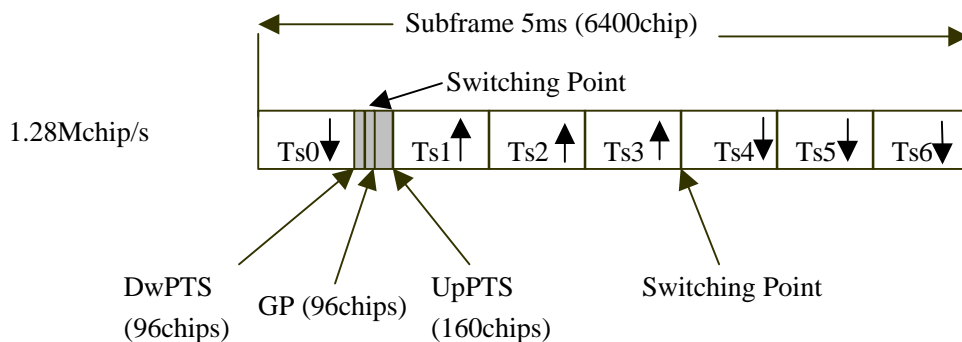 Subframe 5ms (6400chip)
Switching Point
1.28Mchip/s
Ts0 Ts1 Ts2 Ts3 Ts4 Ts5 Ts6
DwPTS
(96chips)
GP (96chips)
UpPTS
(160chips)
Switching Point